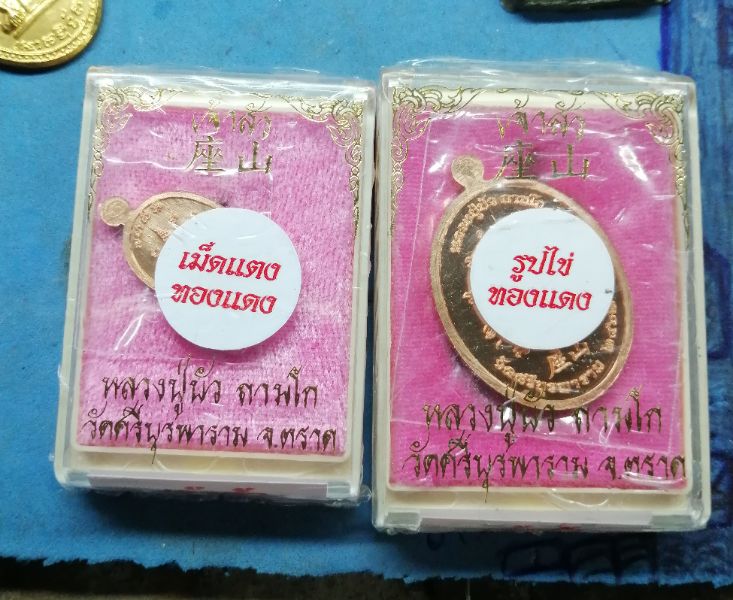 เจ้าสัว
座山
เม็ดแตง
ทองแดง
หลวงปู่บัว ถามโก
วัดศรีบุรพาราม จ.ตราด
เจ้าสัว
座山
รูปไข่
ทองแดง
หลวงปู่บัว ถามโก
วัดศรีบุรพาราม จ.ตราด